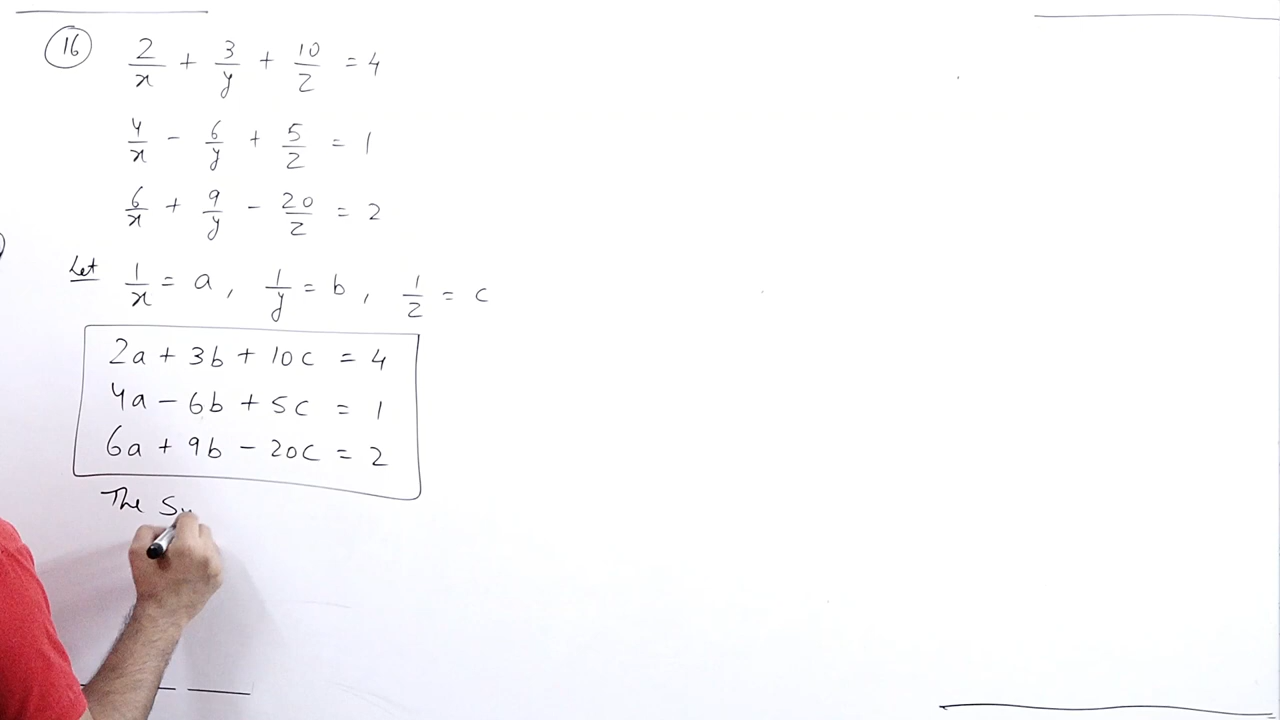 16 2/x + 3/y + 10/z = 4
4/x - 6/y + 5/z = 1
6/x + 9/y - 20/z = 2
Let 1/x = a, 1/y = b, 1/z = c
2a + 3b + 10c = 4
4a - 6b + 5c = 1
6a + 9b - 20c = 2
The Sy